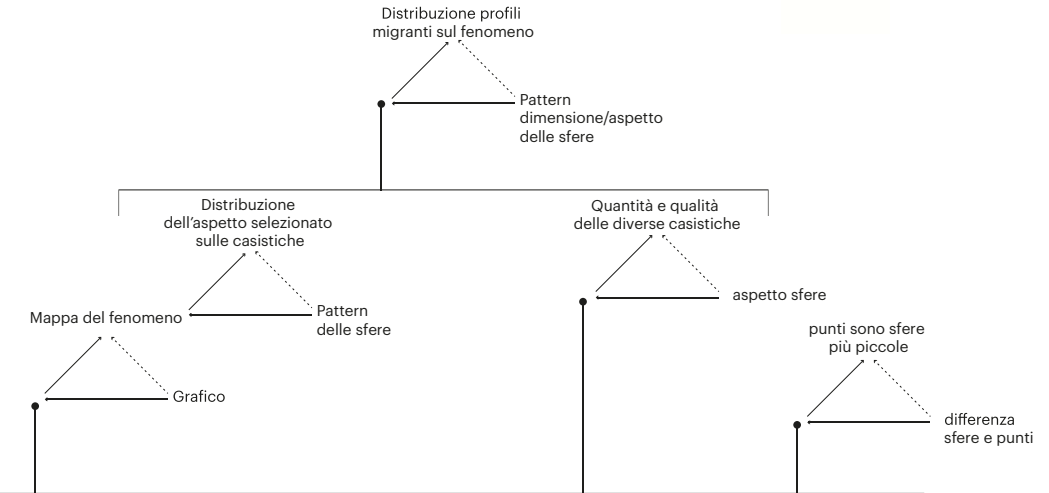 Distribuzione profili
migranti sul fenomeno
Pattern
dimensione/aspetto
delle sfere
Distribuzione
dell'aspetto selezionato
sulle casistiche
Quantità e qualità
delle diverse casistiche
aspetto sfere
Mappa del fenomeno
Pattern
delle sfere
punti sono sfere
più piccole
Grafico
differenza
sfere e punti